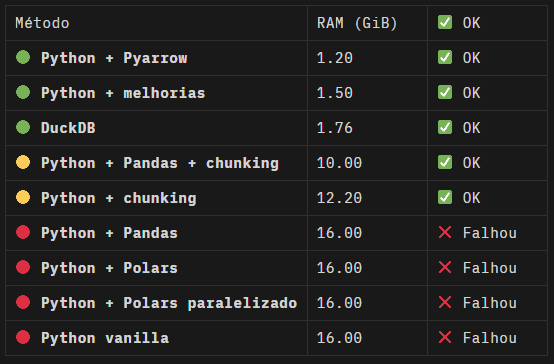 Método RAM (GiB) ✅ OK
🟢 Python + Pyarrow 1.20 ✅ OK
🟢 Python + melhorias 1.50 ✅ OK
🟢 DuckDB 1.76 ✅ OK
🟡 Python + Pandas + chunking 10.00 ✅ OK
🟡 Python + chunking 12.20 ✅ OK
🔴 Python + Pandas 16.00 ❌ Falhou
🔴 Python + Polars 16.00 ❌ Falhou
🔴 Python + Polars paralelizado 16.00 ❌ Falhou
🔴 Python vanilla 16.00 ❌ Falhou